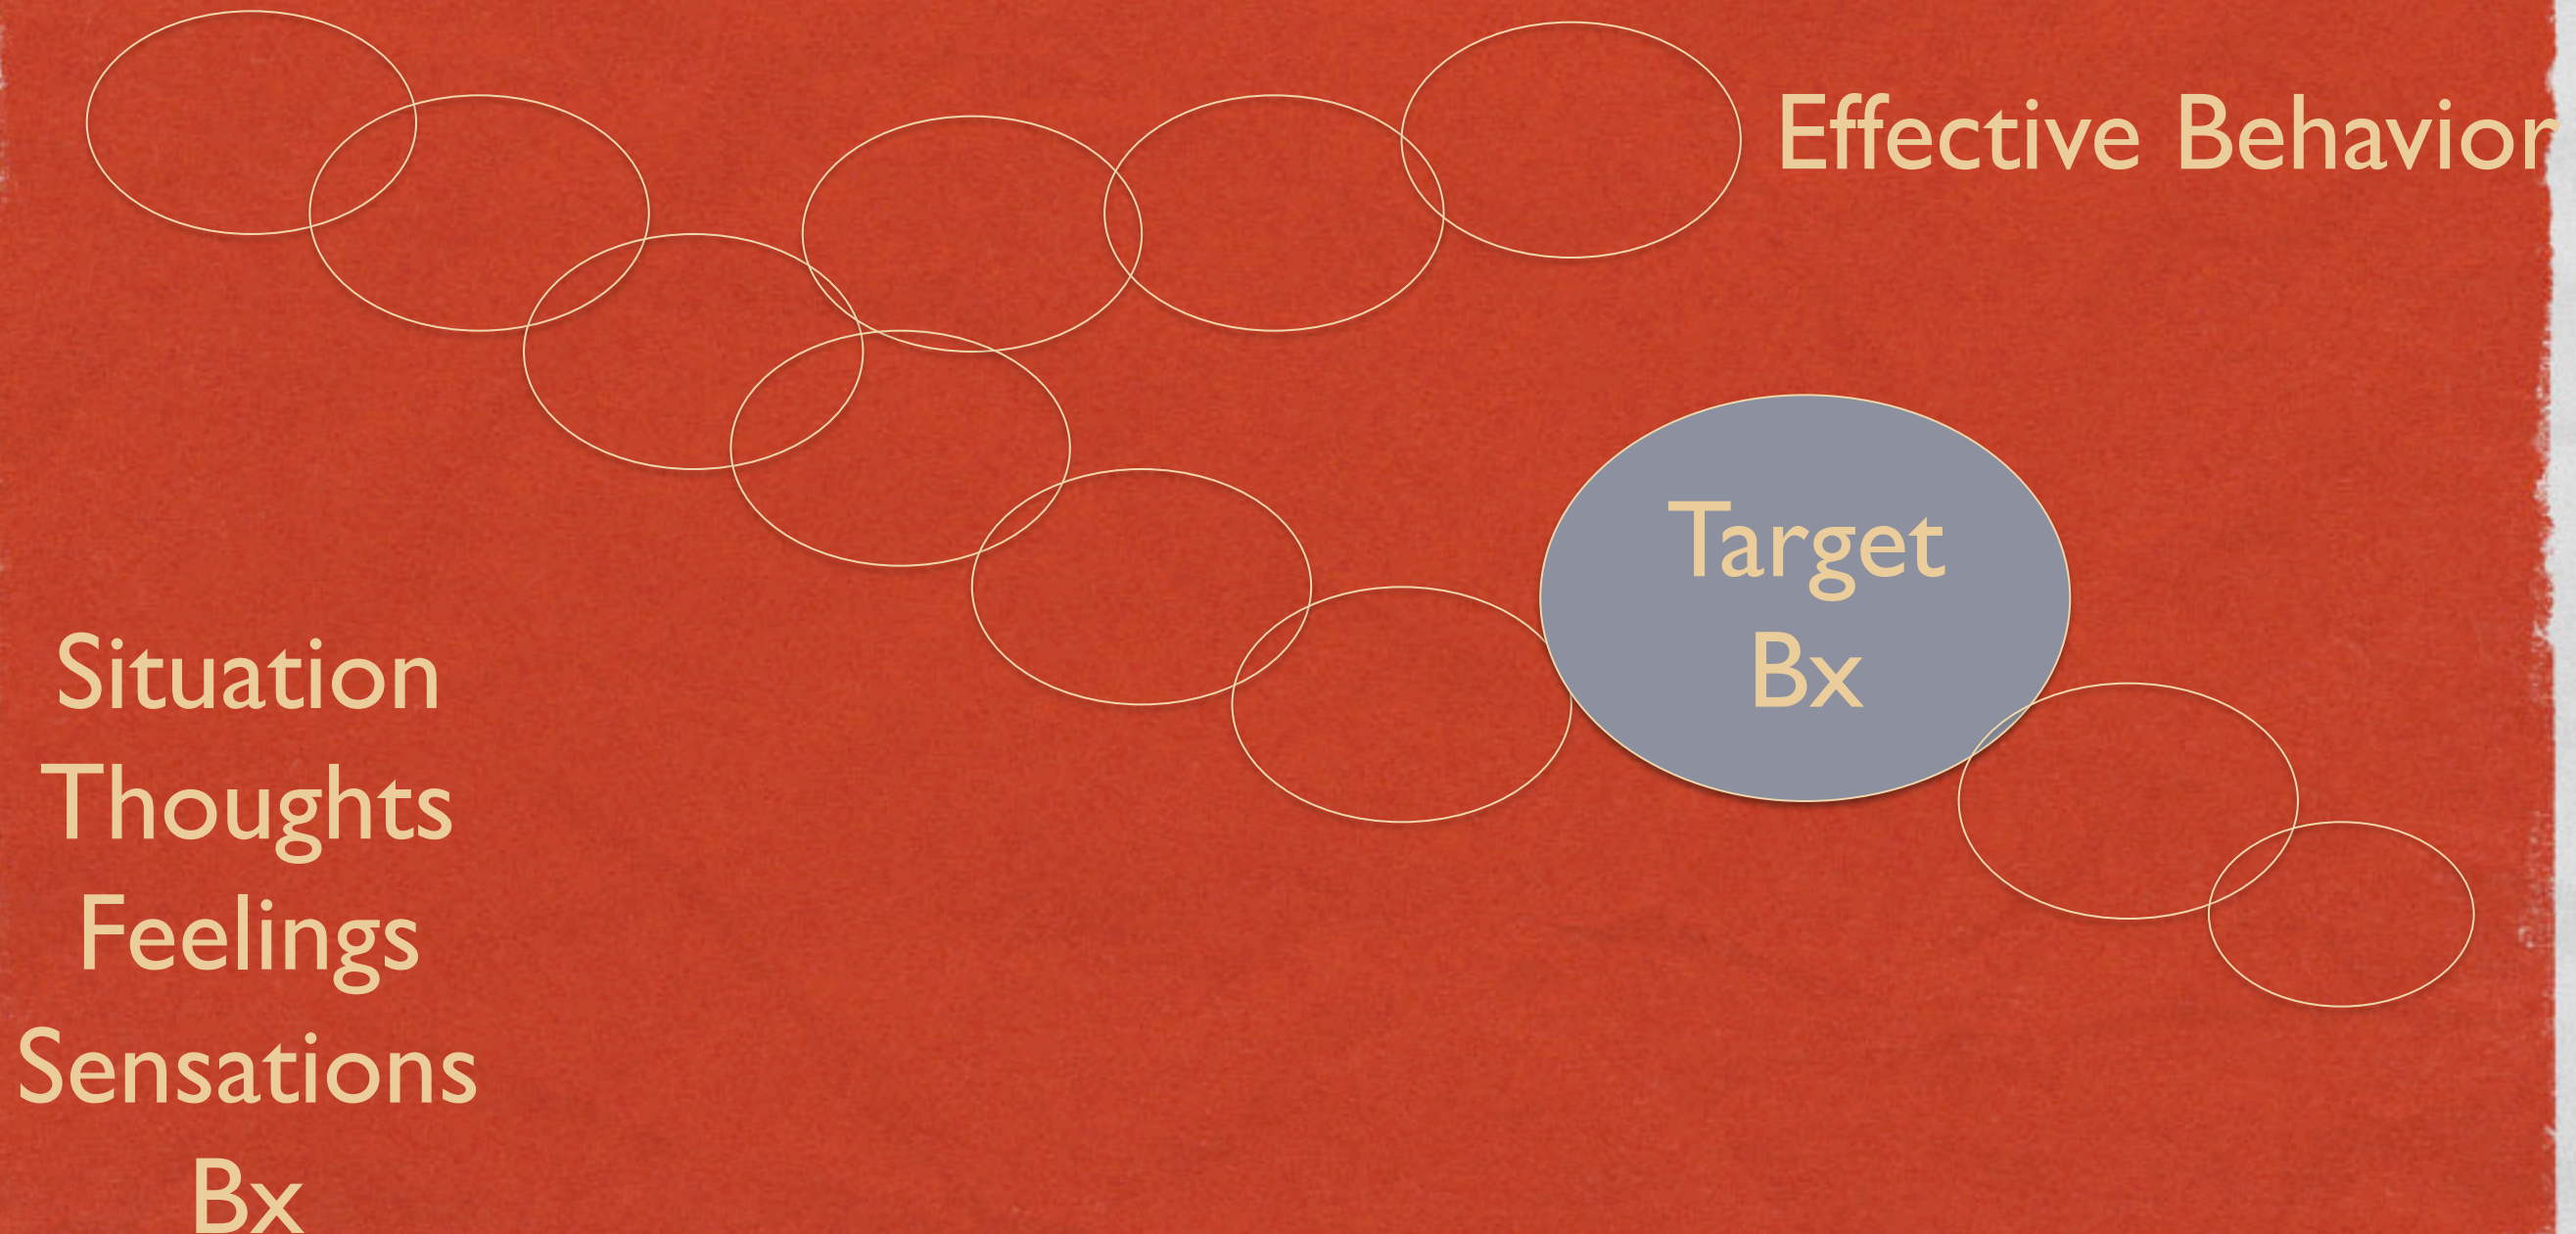 Effective Behavior
Target
Bx
Situation
Thoughts
Feelings
Sensations
Bx